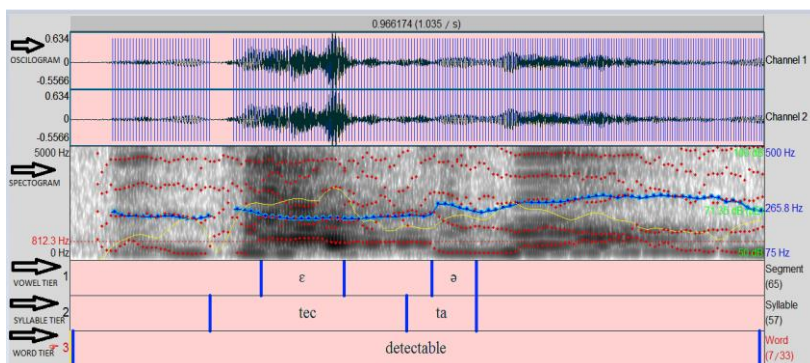 0.966174 (1.035 / s)
0.634
OSCILOGRAM 0
-0.5566
Channel 1
0.634
0
-0.5566
Channel 2
5000 Hz
500 Hz
SPECTOGRAM
265.8 Hz
812.3 Hz
0 Hz
75 Hz
VOWEL TIER 1 ɛ ə Segment
(65)
SYLLABLE TIER 2 tec ta Syllable
(57)
WORD TIER 3 detectable Word
(7/33)